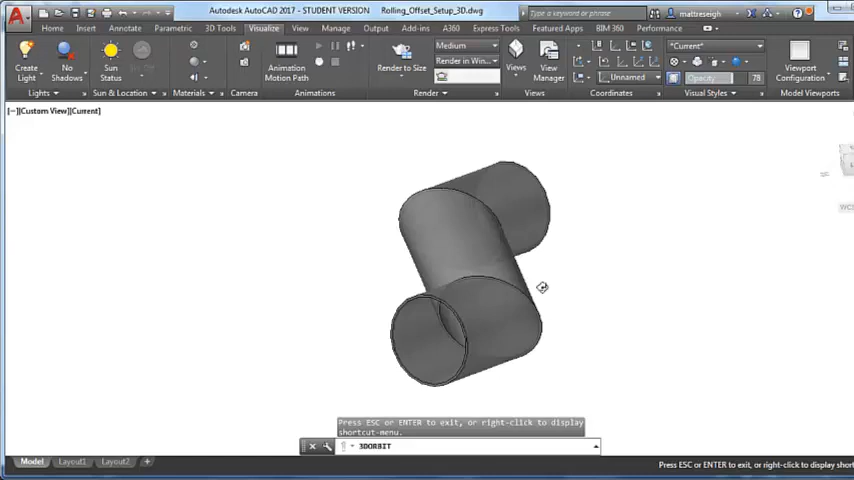 Autodesk AutoCAD 2017 - STUDENT VERSION Rolling_Offset_Setup_3D.dwg Type a keyword or phrase mattreseigh
Home Insert Annotate Parametric 3D Tools Visualize View Manage Output Add-ins A360 Express Tools Featured Apps BIM 360 Performance
Create Light No Shadows Sun Status Animation Motion Path Render to Size Medium Render in Win... Views View Manager Unnamed *Current* Opacity 78 Viewport Configuration
Lights Sun & Location Materials Camera Animations Render Views Coordinates Visual Styles Model Viewports
[−][Custom View][Current]
Press ESC or ENTER to exit, or right-click to display
shortcut-menu.
3DORBIT
Model Layout1 Layout2 +
Press ESC or ENTER to exit, or right-click to display shor